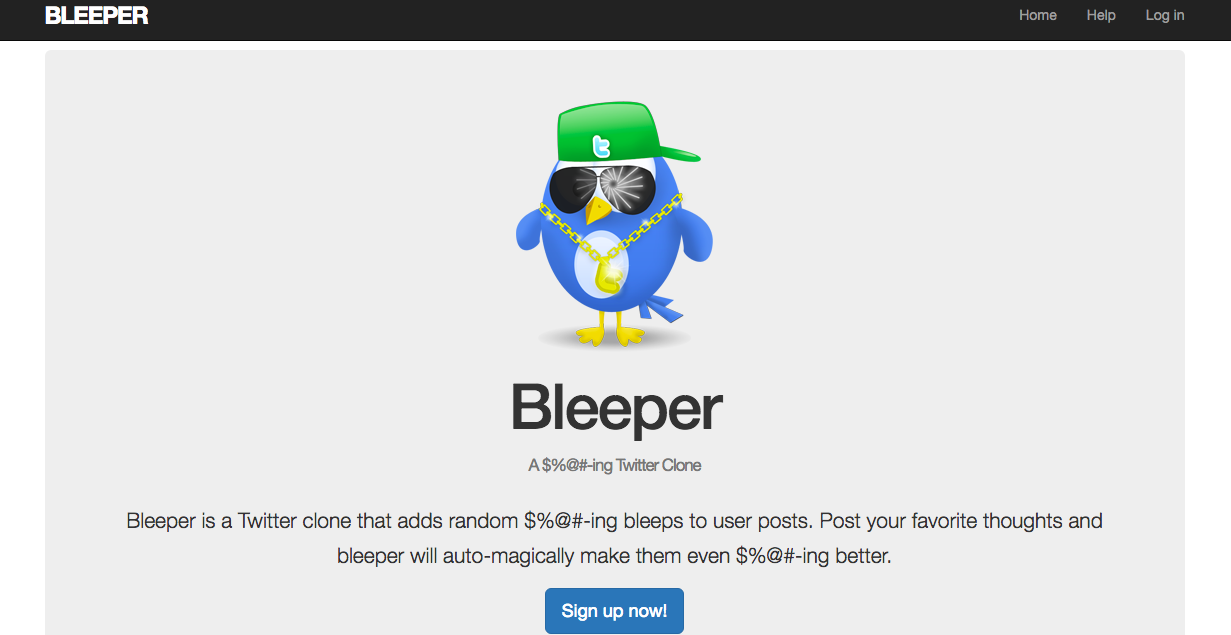 BLEEPER
Home Help Log in
t
t
Bleeper
A $%@#-ing Twitter Clone
Bleeper is a Twitter clone that adds random $%@#-ing bleeps to user posts. Post your favorite thoughts and
bleeper will auto-magically make them even $%@#-ing better.
Sign up now!